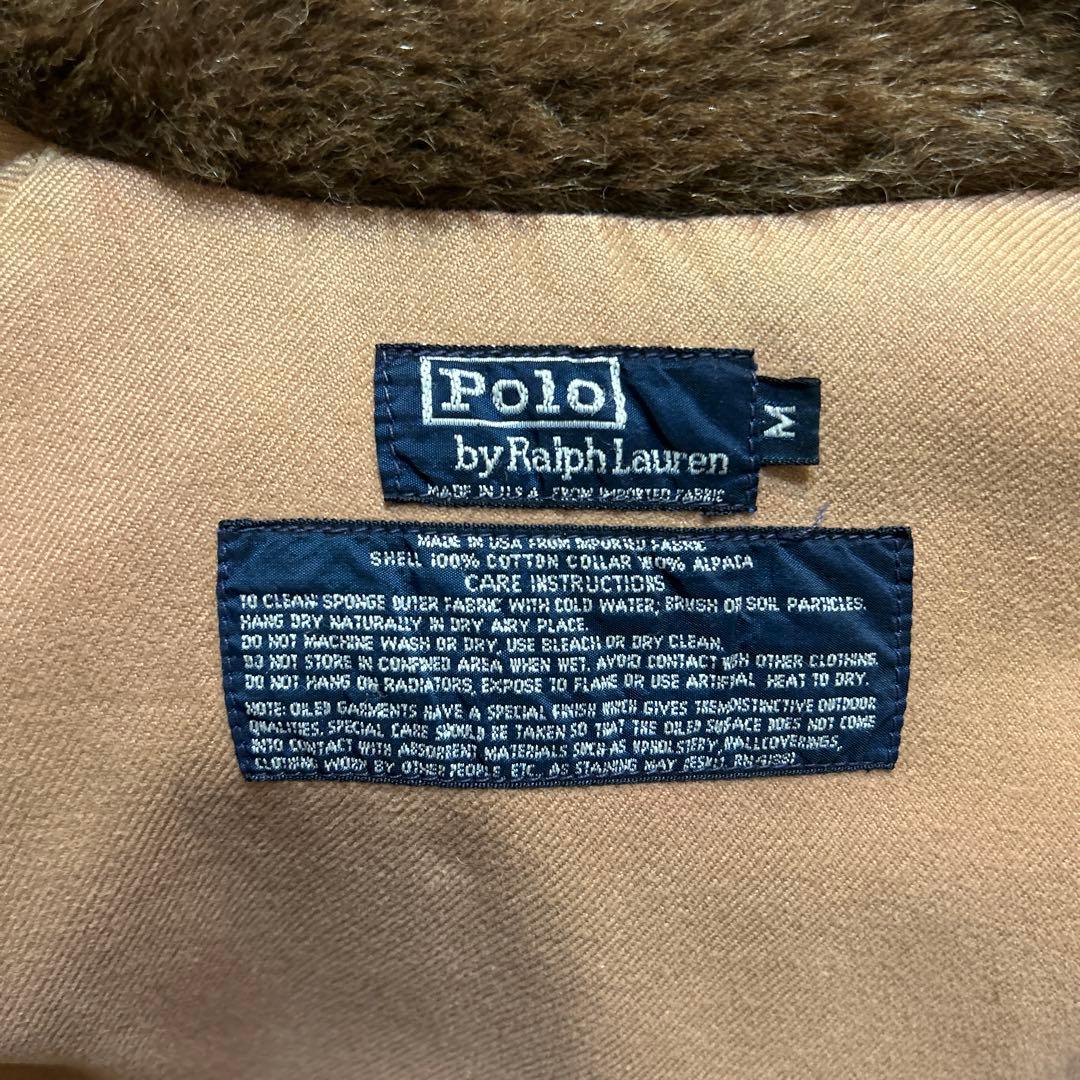 Polo
by Ralph Lauren
MADE IN U.S.A. FROM IMPORTED FABRIC
M
MADE IN USA FROM IMPORTED FABRIC
SHELL 100% COTTON COLLAR 100% ALPACA
CARE INSTRUCTIONS
TO CLEAN SPONGE OUTER FABRIC WITH COLD WATER; BRUSH OF SOIL PARTICLES.
HANG DRY NATURALLY IN DRY AIRY PLACE.
DO NOT MACHINE WASH OR DRY, USE BLEACH OR DRY CLEAN.
DO NOT STORE IN CONFINED AREA WHEN WET. AVOID CONTACT WITH OTHER CLOTHING.
DO NOT HANG ON RADIATORS, EXPOSE TO FLAME OR USE ARTIFICIAL HEAT TO DRY.
NOTE: OILED GARMENTS HAVE A SPECIAL FINISH WHICH GIVES THEM DISTINCTIVE OUTDOOR
QUALITIES. SPECIAL CARE SHOULD BE TAKEN SO THAT THE OILED SURFACE DOES NOT COME
INTO CONTACT WITH ABSORBENT MATERIALS SUCH AS UPHOLSTERY, WALLCOVERINGS,
CLOTHING WORN BY OTHER PEOPLE, ETC., AS STAINING MAY RESULT.